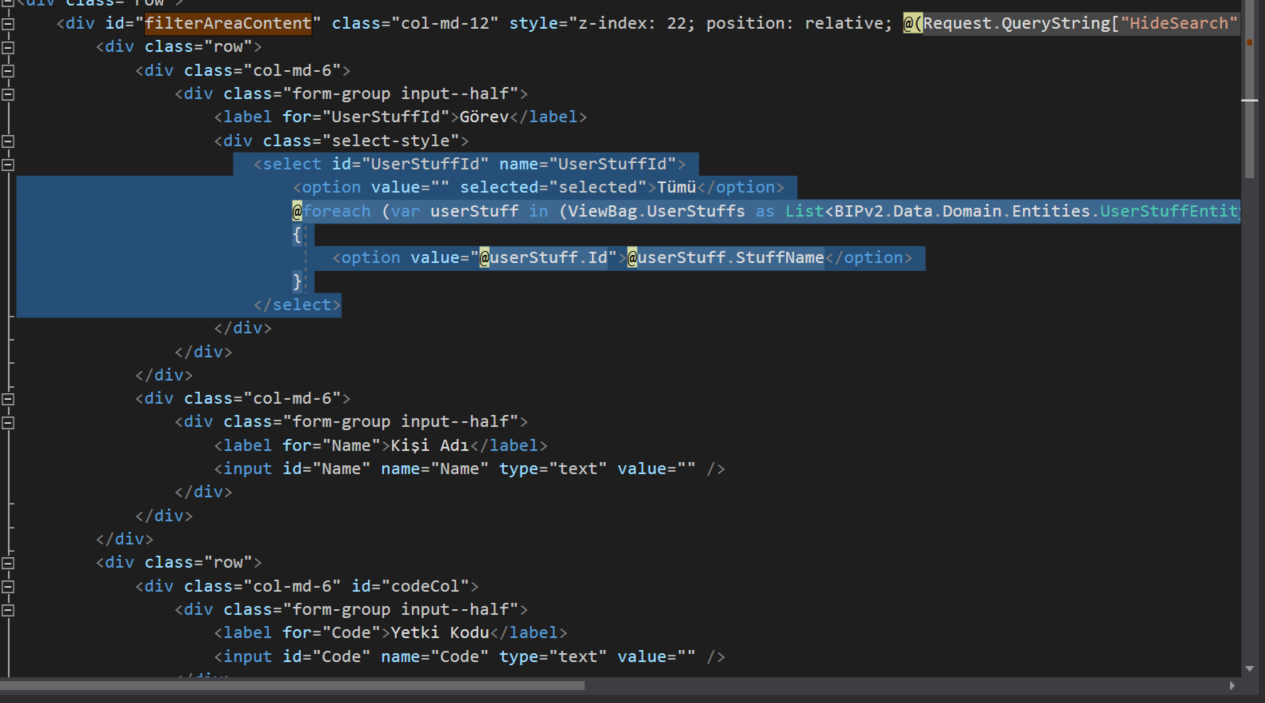 <div class="row">
<div id="filterAreaContent" class="col-md-12" style="z-index: 22; position: relative; @(Request.QueryString["HideSearch"
<div class="row">
<div class="col-md-6">
<div class="form-group input--half">
<label for="UserStuffId">Görev</label>
<div class="select-style">
<select id="UserStuffId" name="UserStuffId">
<option value="" selected="selected">Tümü</option>
@foreach (var userStuff in (ViewBag.UserStuffs as List<BIPv2.Data.Domain.Entities.UserStuffEntity
{
<option value="@userStuff.Id">@userStuff.StuffName</option>
}
</select>
</div>
</div>
</div>
<div class="col-md-6">
<div class="form-group input--half">
<label for="Name">Kişi Adı</label>
<input id="Name" name="Name" type="text" value="" />
</div>
</div>
</div>
<div class="row">
<div class="col-md-6" id="codeCol">
<div class="form-group input--half">
<label for="Code">Yetki Kodu</label>
<input id="Code" name="Code" type="text" value="" />
</div>